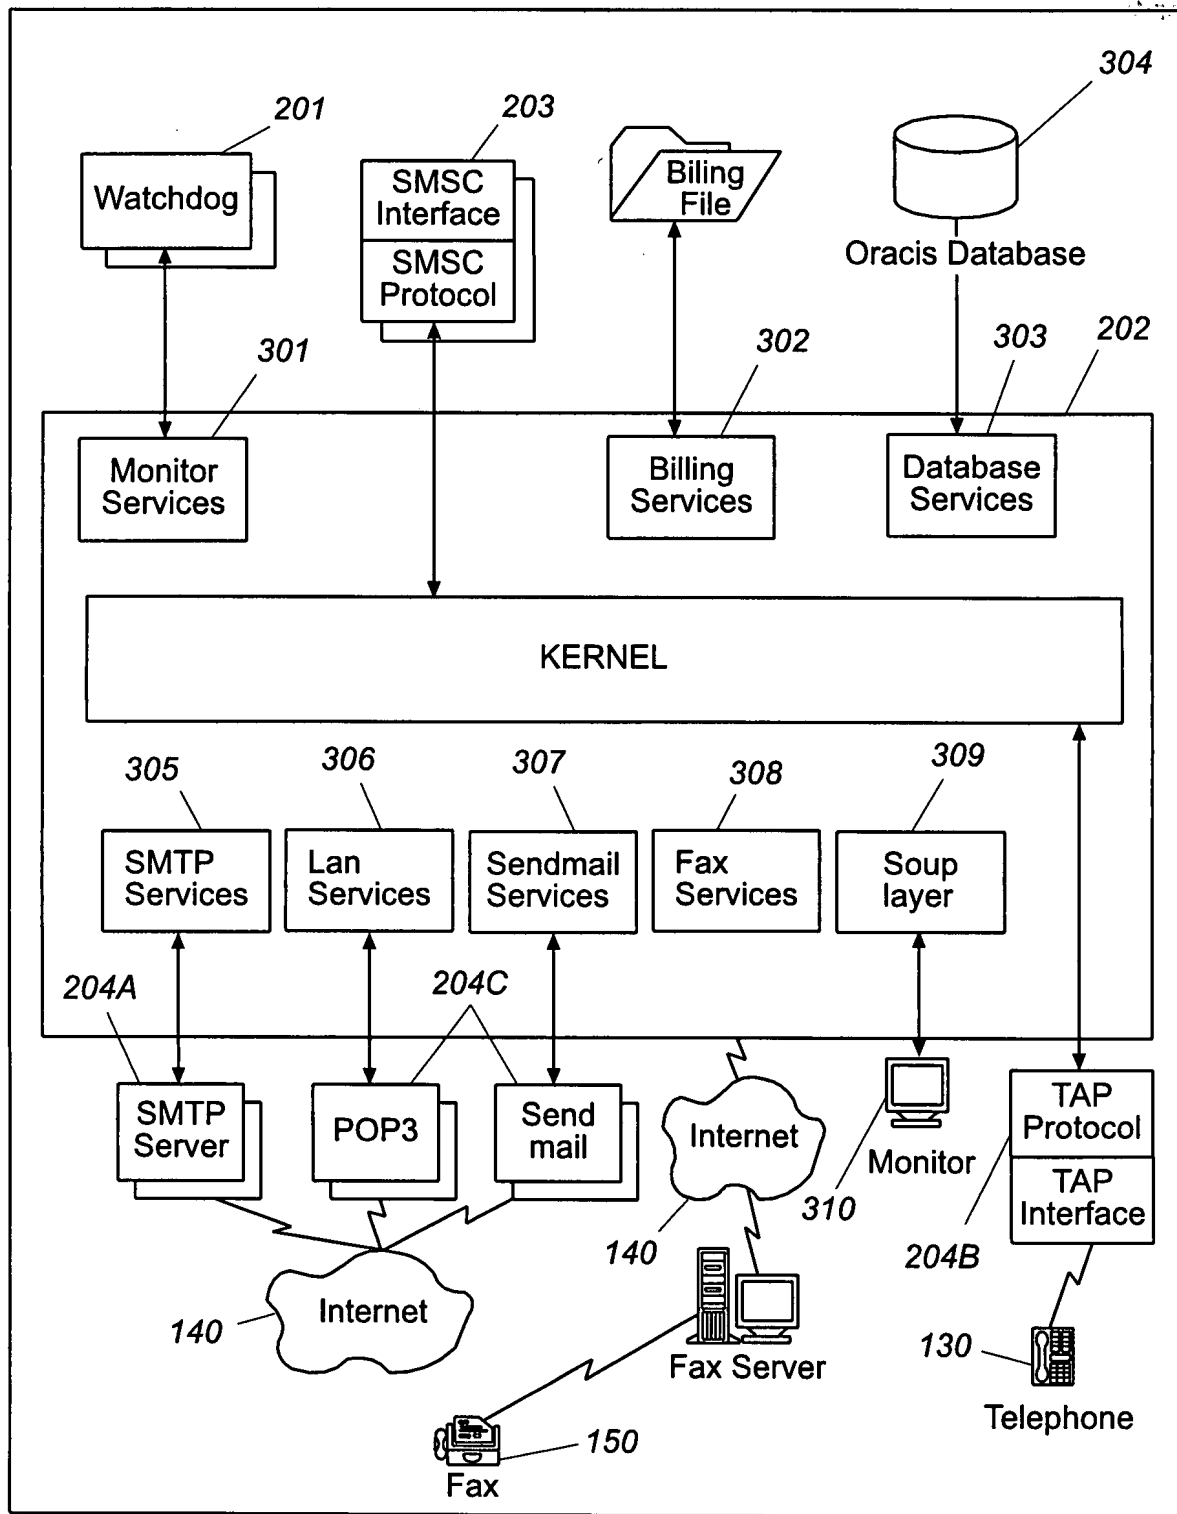 304
201
203
Watchdog
SMSC
Interface
SMSC
Protocol
Biling
File
Oracis Database
301
302
303
202
Monitor
Services
Billing
Services
Database
Services
KERNEL
305
306
307
308
309
SMTP
Services
Lan
Services
Sendmail
Services
Fax
Services
Soup
layer
204A
204C
SMTP
Server
POP3
Send
mail
Internet
Monitor
TAP
Protocol
TAP
Interface
310
140
204B
Internet
140
Fax Server
130
Telephone
150
Fax